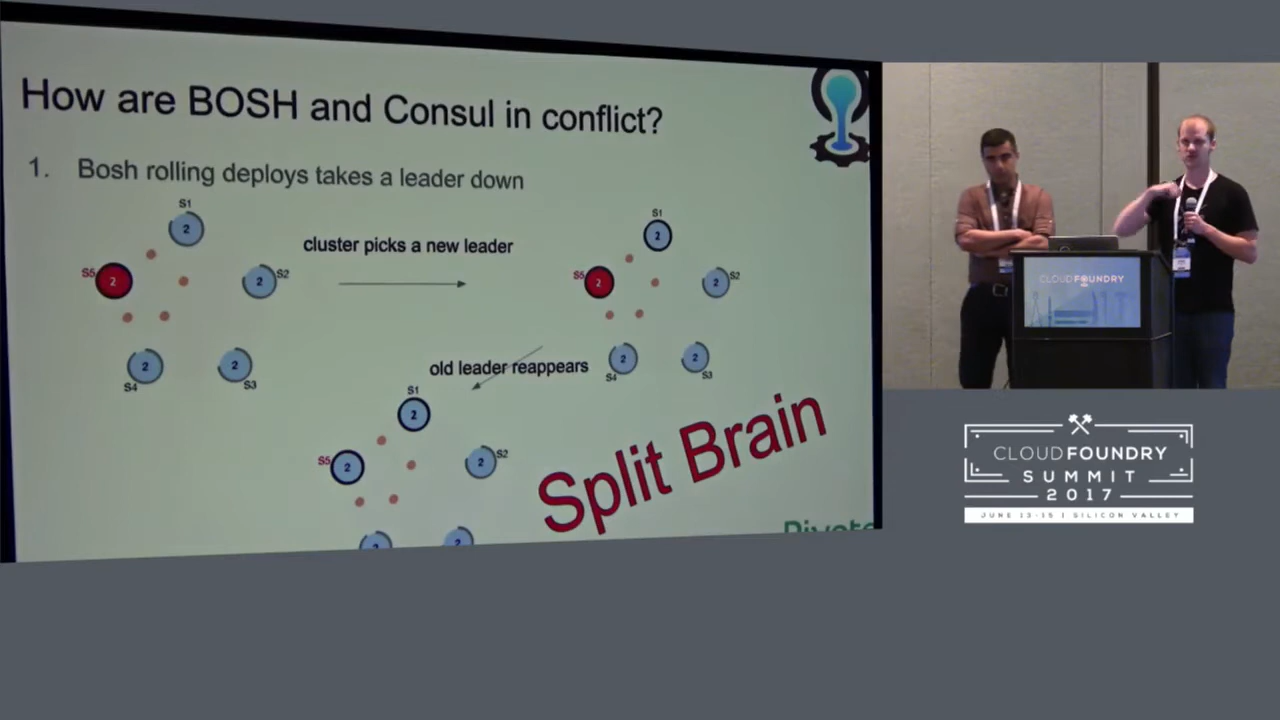 How are BOSH and Consul in conflict?
1. Bosh rolling deploys takes a leader down
S1
2
S5
2
2
S2
2
S4
2
S3
cluster picks a new leader
S1
2
S5
2
2
S2
2
S4
2
S3
old leader reappears
S1
2
S5
2
2
S2
2
2
Split Brain
CLOUD FOUNDRY
CLOUD FOUNDRY
SUMMIT
2017
JUNE 13-15 | SILICON VALLEY